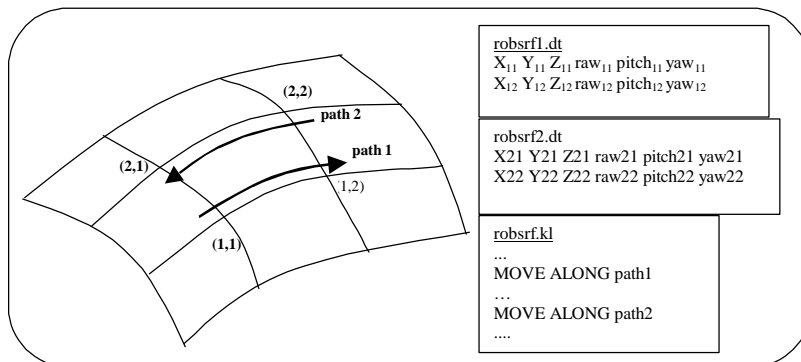 (2,2)
path 2
path 1
(2,1)
(1,2)
(1,1)
robsrf1.dt
X11 Y11 Z11 raw11 pitch11 yaw11
X12 Y12 Z12 raw12 pitch12 yaw12
robsrf2.dt
X21 Y21 Z21 raw21 pitch21 yaw21
X22 Y22 Z22 raw22 pitch22 yaw22
robsrf.kl
...
MOVE ALONG path1
…
MOVE ALONG path2
....